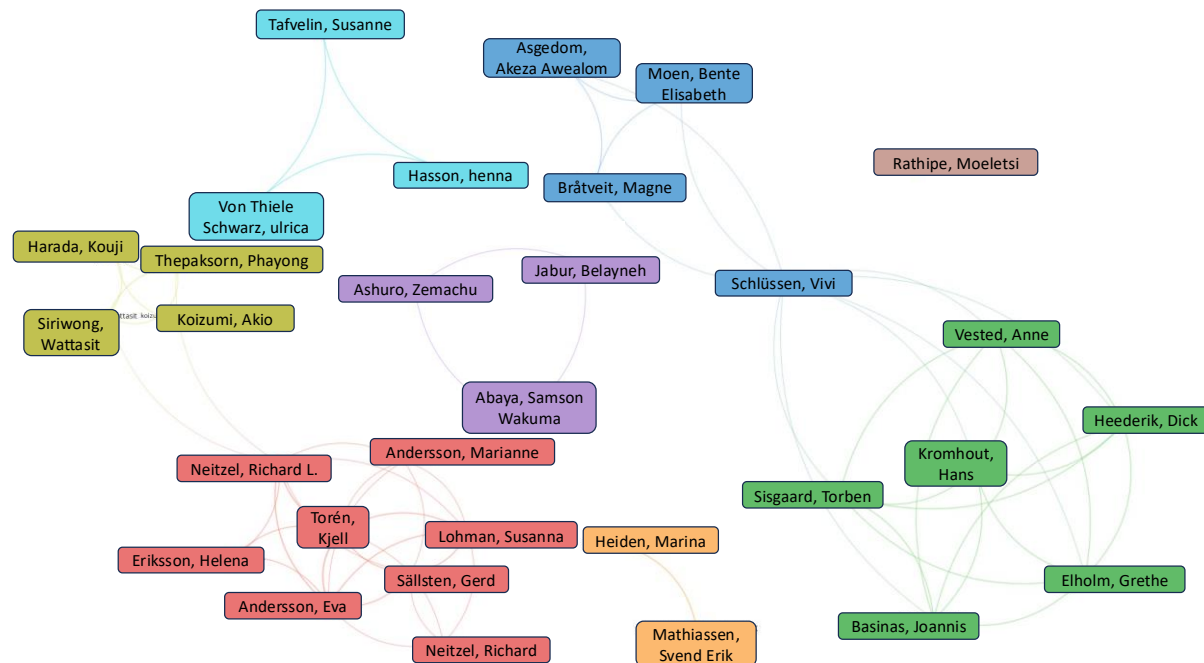 Tafvelin, Susanne
Asgedom,
Akeza Awealom
Moen, Bente
Elisabeth
Rathipe, Moeletsi
Hasson, henna
Bråtveit, Magne
Von Thiele
Schwarz, ulrica
Harada, Kouji
Thepaksorn, Phayong
Jabur, Belayneh
Ashuro, Zemachu
Schlüssen, Vivi
Siriwong,
Wattasit
Koizumi, Akio
Vested, Anne
Abaya, Samson
Wakuma
Heederik, Dick
Andersson, Marianne
Neitzel, Richard L.
Kromhout,
Hans
Sisgaard, Torben
Torén,
Kjell
Lohman, Susanna
Heiden, Marina
Eriksson, Helena
Sällsten, Gerd
Elholm, Grethe
Andersson, Eva
Basinas, Joannis
Neitzel, Richard
Mathiassen,
Svend Erik